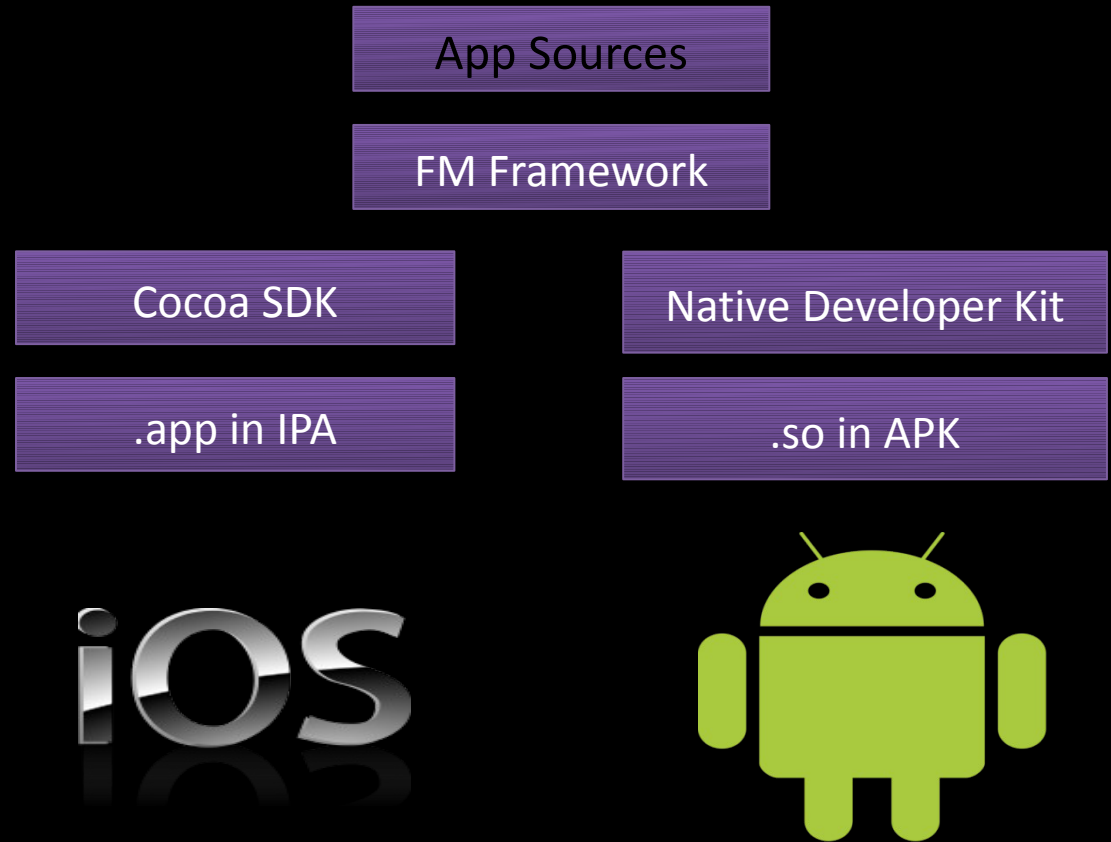 App Sources
FM Framework
Cocoa SDK
Native Developer Kit
.app in IPA
.so in APK
iOS